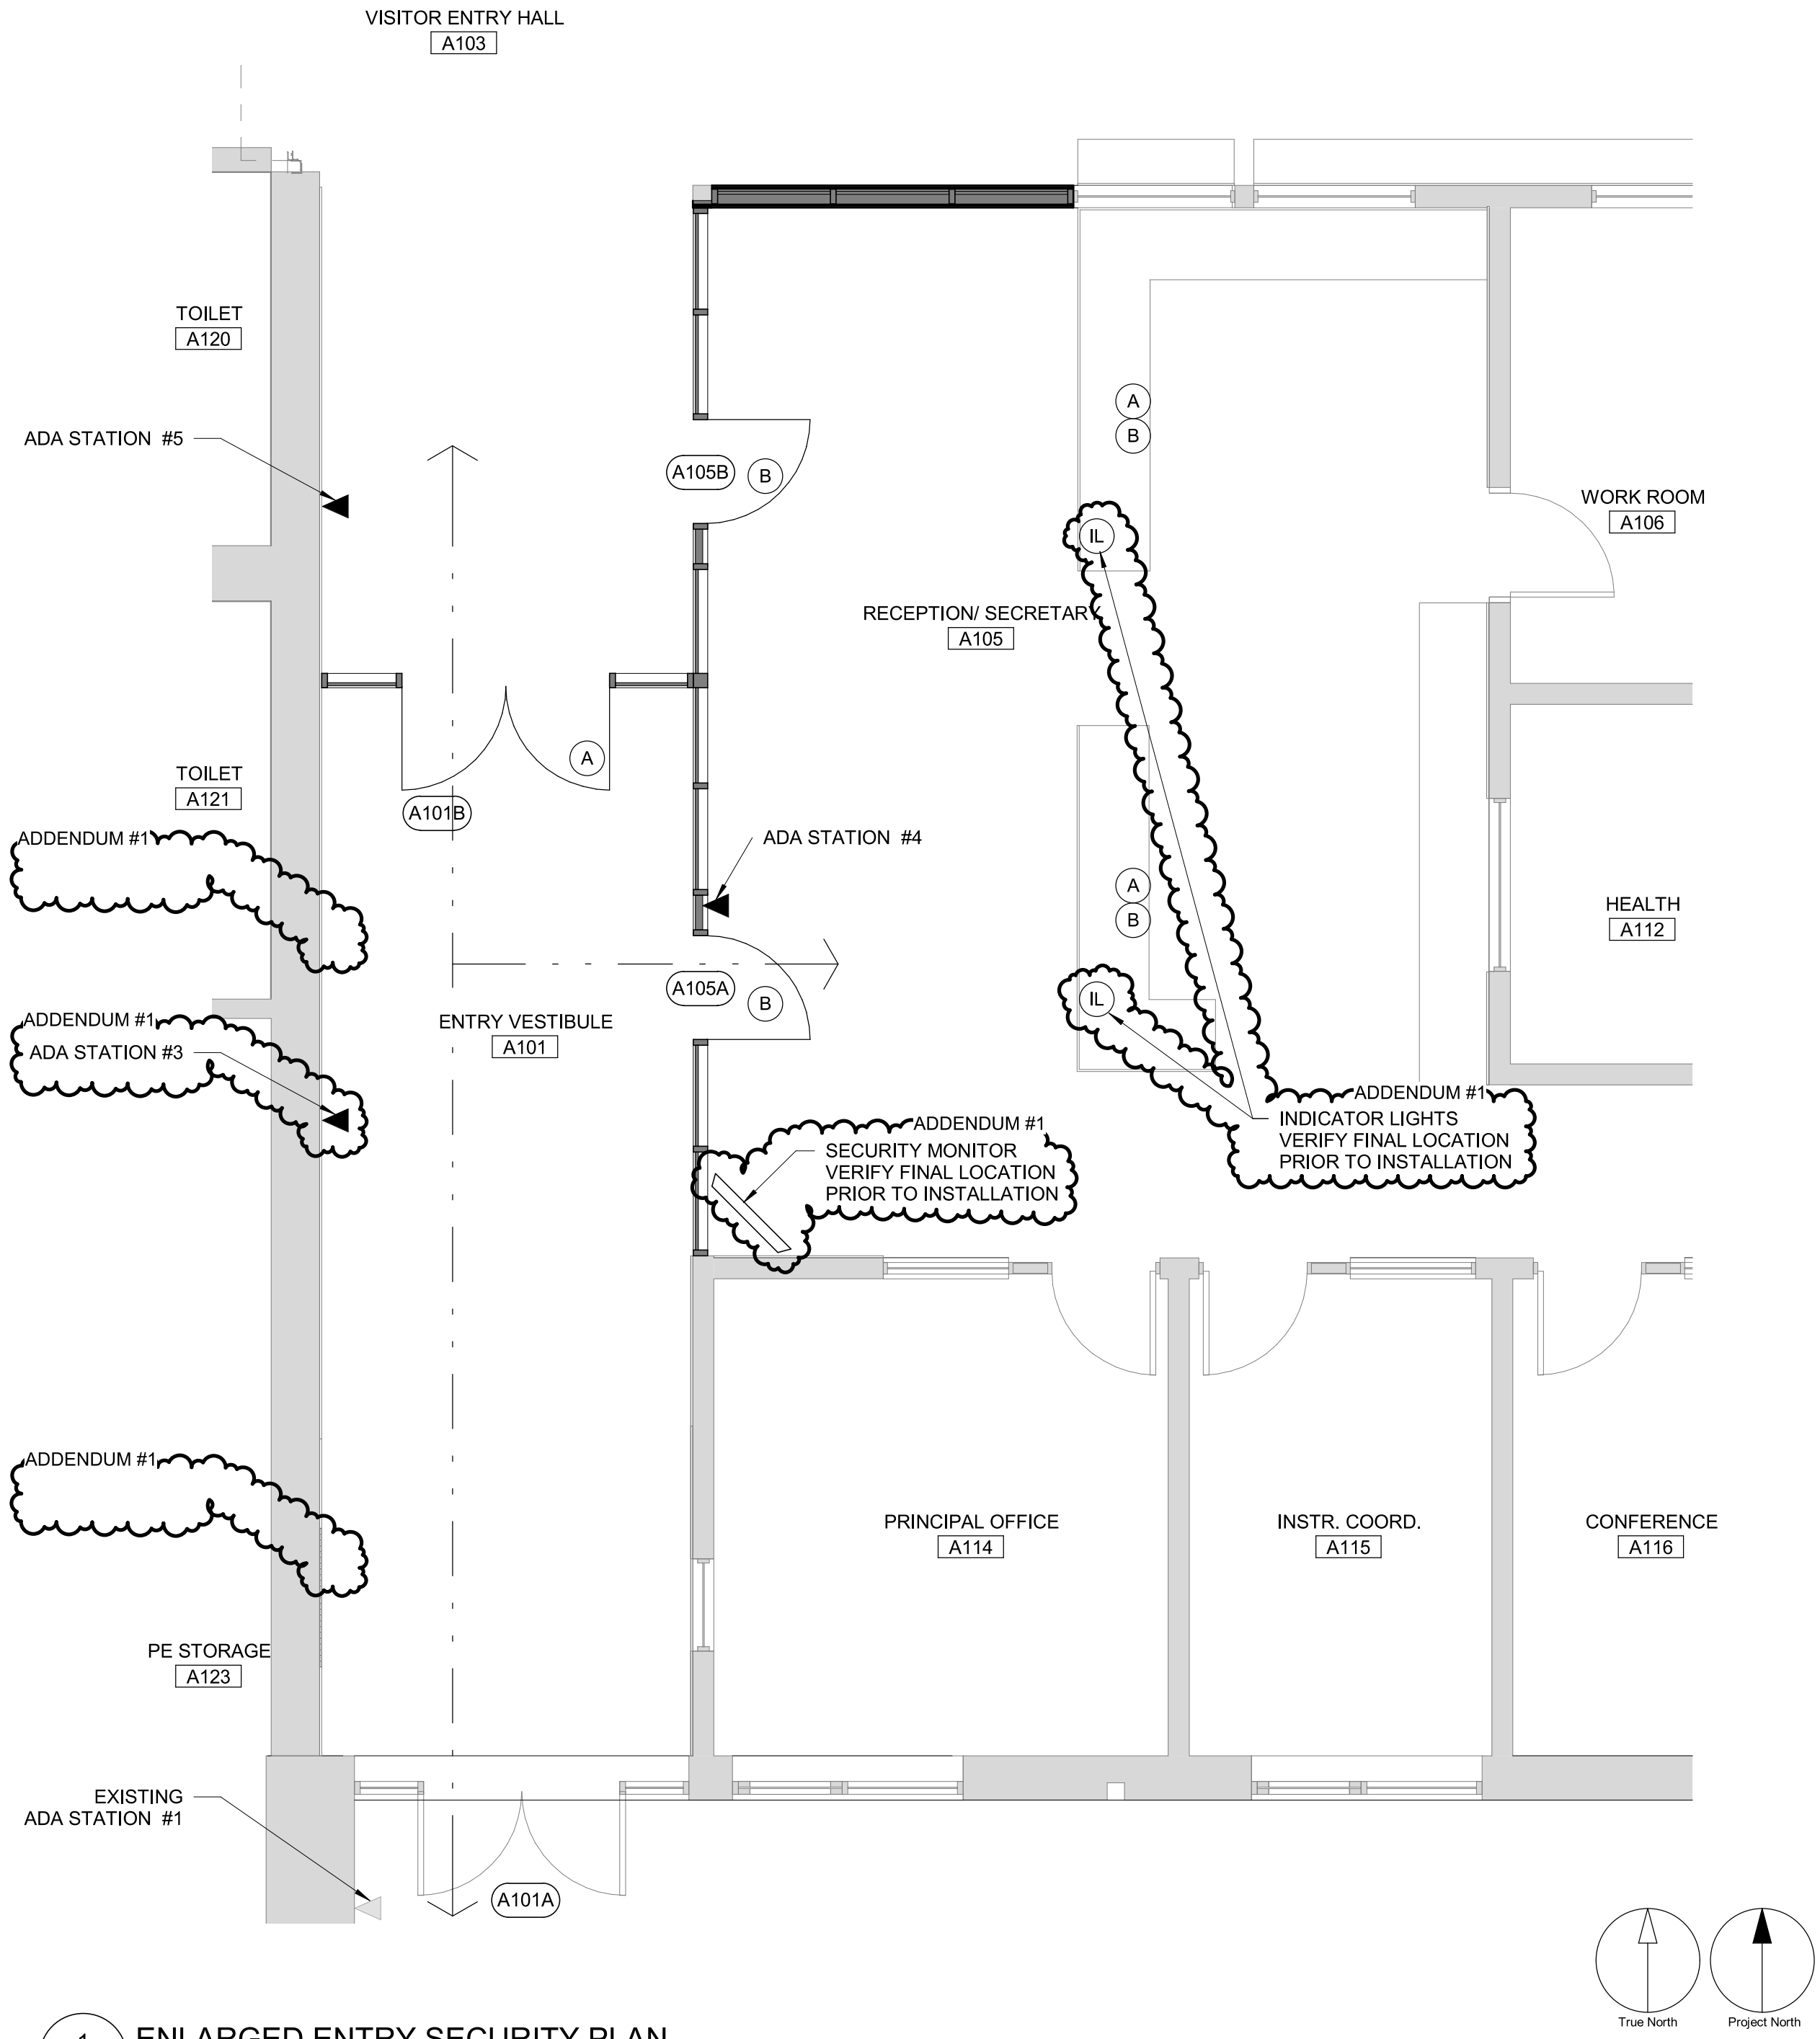 VISITOR ENTRY HALL
A103
TOILET
A120
ADA STATION #5
A105B
B
A
B
WORK ROOM
A106
IL
RECEPTION/ SECRETARY
A105
A
A101B
TOILET
A121
ADDENDUM #1
ADA STATION #4
A
B
HEALTH
A112
A105A
B
IL
ADDENDUM #1
ADA STATION #3
ENTRY VESTIBULE
A101
ADDENDUM #1
INDICATOR LIGHTS
VERIFY FINAL LOCATION
PRIOR TO INSTALLATION
ADDENDUM #1
SECURITY MONITOR
VERIFY FINAL LOCATION
PRIOR TO INSTALLATION
ADDENDUM #1
PRINCIPAL OFFICE
A114
INSTR. COORD.
A115
CONFERENCE
A116
PE STORAGE
A123
EXISTING
ADA STATION #1
A101A
True North
Project North
1
ENLARGED ENTRY SECURITY PLAN